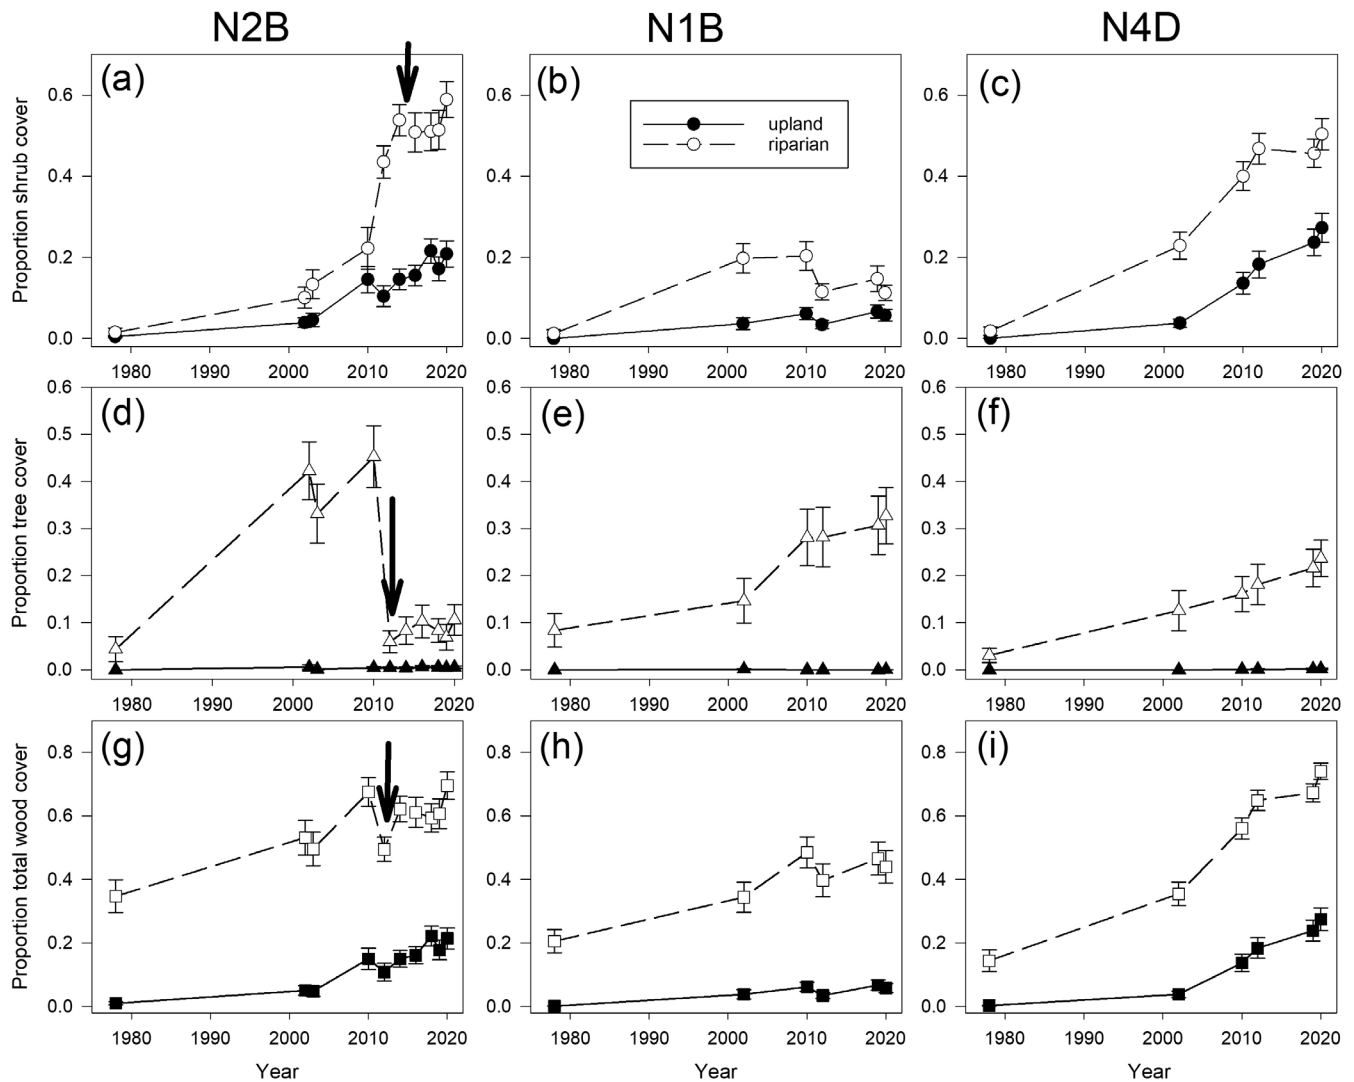 N2B N1B N4D
(a) (b) (c)
Proportion shrub cover
0.6 0.6 0.6
0.4 0.4 0.4
0.2 0.2 0.2
0.0 0.0 0.0
upland
riparian
1980 1990 2000 2010 2020 1980 1990 2000 2010 2020 1980 1990 2000 2010 2020
(d) (e) (f)
Proportion tree cover
0.6 0.6 0.6
0.5 0.5 0.5
0.4 0.4 0.4
0.3 0.3 0.3
0.2 0.2 0.2
0.1 0.1 0.1
0.0 0.0 0.0
1980 1990 2000 2010 2020 1980 1990 2000 2010 2020 1980 1990 2000 2010 2020
(g) (h) (i)
Proportion total wood cover
0.8 0.8 0.8
0.6 0.6 0.6
0.4 0.4 0.4
0.2 0.2 0.2
0.0 0.0 0.0
1980 1990 2000 2010 2020 1980 1990 2000 2010 2020 1980 1990 2000 2010 2020
Year Year Year